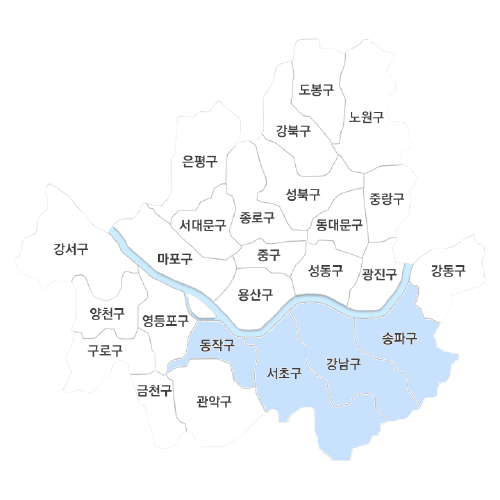 도봉구
노원구
강북구
은평구
성북구
중랑구
서대문구
종로구
동대문구
강서구
마포구
중구
성동구
광진구
강동구
용산구
양천구
영등포구
동작구
송파구
구로구
서초구
강남구
금천구
관악구